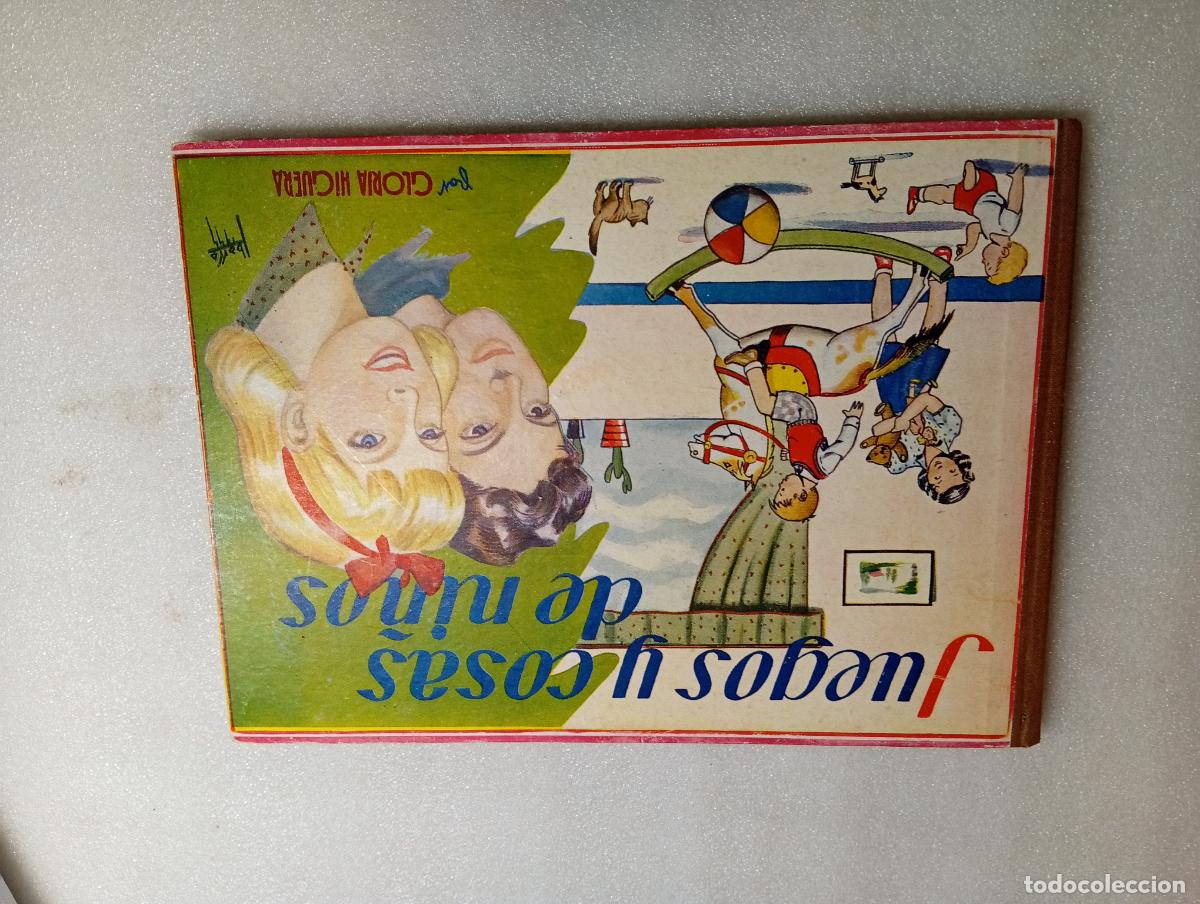 Juegos y cosas
de niños
por GLORIA HIGUERA
todocoleccion